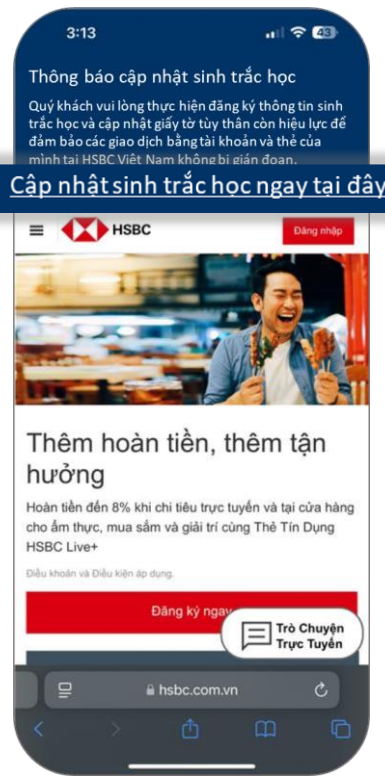 3:13
43
Thông báo cập nhật sinh trắc học
Quý khách vui lòng thực hiện đăng ký thông tin sinh
trắc học và cập nhật giấy tờ tùy thân còn hiệu lực để
đảm bảo các giao dịch bằng tài khoản và thẻ của
mình tại HSBC Việt Nam không bị gián đoạn.
Cập nhật sinh trắc học ngay tại đây
HSBC
Đăng nhập
Thêm hoàn tiền, thêm tận
hưởng
Hoàn tiền đến 8% khi chi tiêu trực tuyến và tại cửa hàng
cho ẩm thực, mua sắm và giải trí cùng Thẻ Tín Dụng
HSBC Live+
Điều khoản và Điều kiện áp dụng.
Đăng ký ngay
Trò Chuyện
Trực Tuyến
hsbc.com.vn